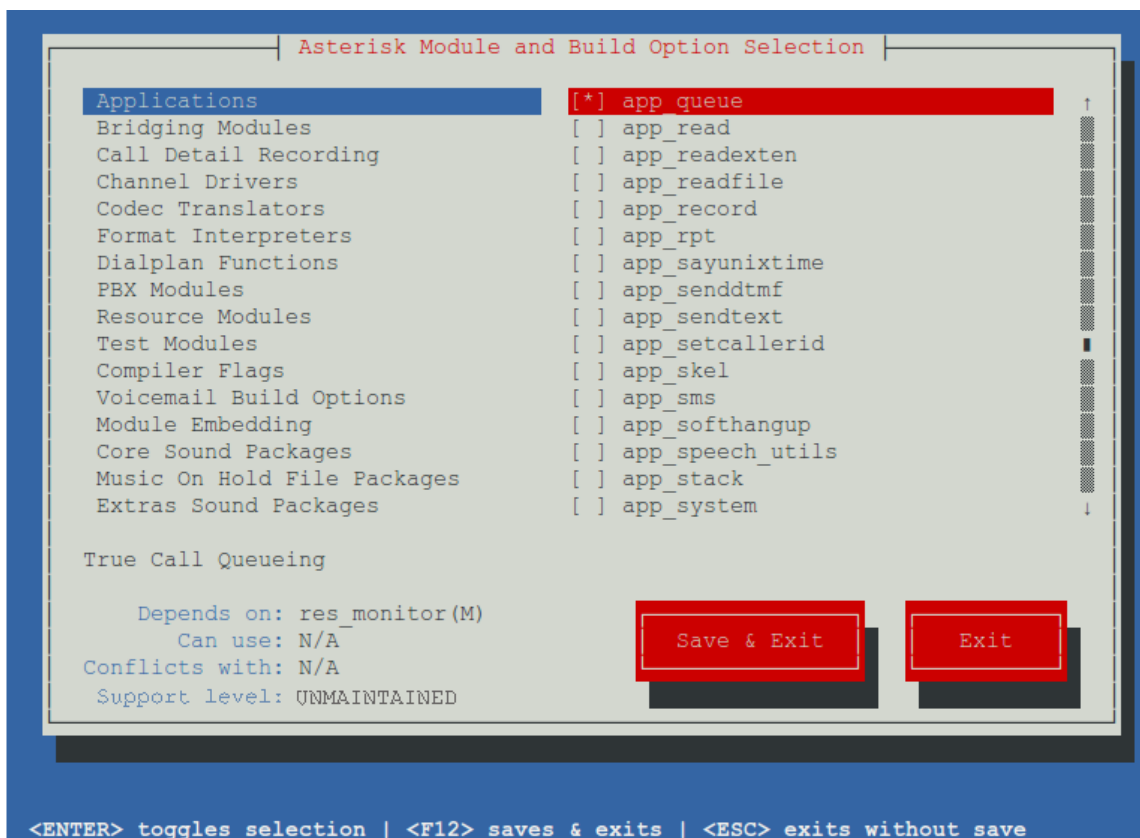 Asterisk Module and Build Option Selection
Applications [*] app_queue ↑
Bridging Modules [ ] app_read
Call Detail Recording [ ] app_readexten
Channel Drivers [ ] app_readfile
Codec Translators [ ] app_record
Format Interpreters [ ] app_rpt
Dialplan Functions [ ] app_sayunixtime
PBX Modules [ ] app_senddtmf
Resource Modules [ ] app_sendtext
Test Modules [ ] app_setcallerid
Compiler Flags [ ] app_skel
Voicemail Build Options [ ] app_sms
Module Embedding [ ] app_softhangup
Core Sound Packages [ ] app_speech_utils
Music On Hold File Packages [ ] app_stack
Extras Sound Packages [ ] app_system ↓
True Call Queueing
Depends on: res_monitor(M)
Can use: N/A
Conflicts with: N/A
Support level: UNMAINTAINED
Save & Exit Exit
<ENTER> toggles selection | <F12> saves & exits | <ESC> exits without save